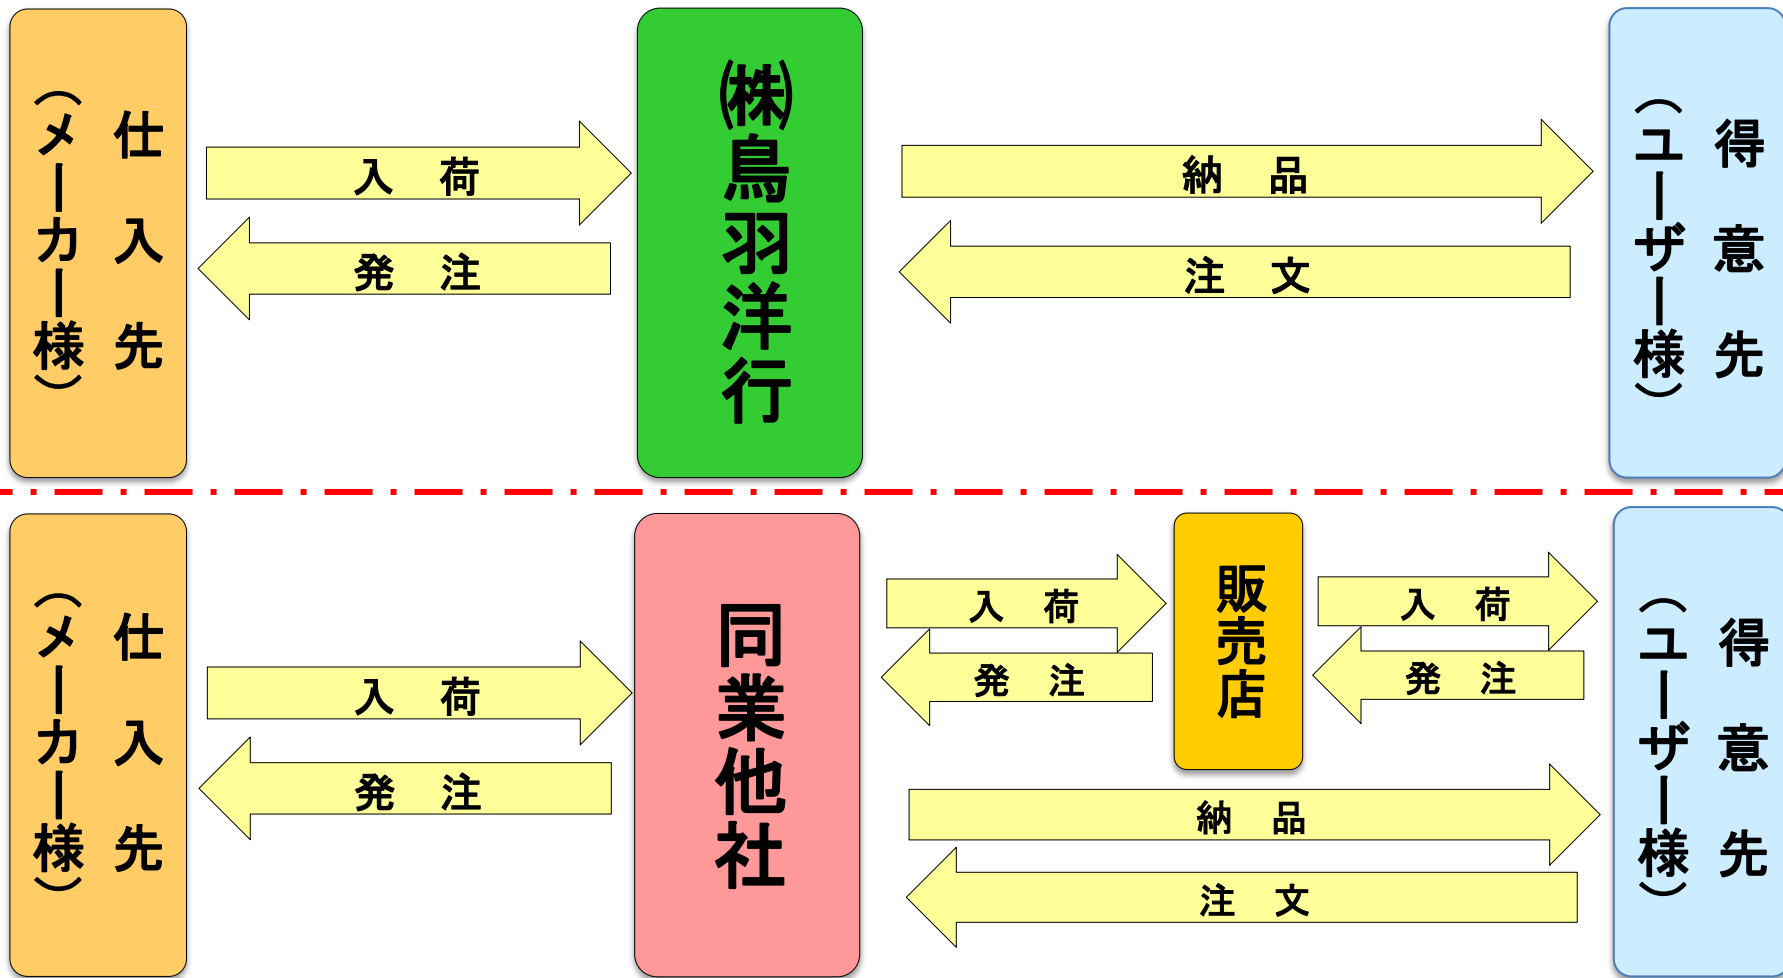 仕入先
（メーカー様）
入荷
発注
㈱鳥羽洋行
納品
注文
得意先
（ユーザー様）
仕入先
（メーカー様）
入荷
発注
同業他社
入荷
発注
販売店
入荷
発注
納品
注文
得意先
（ユーザー様）